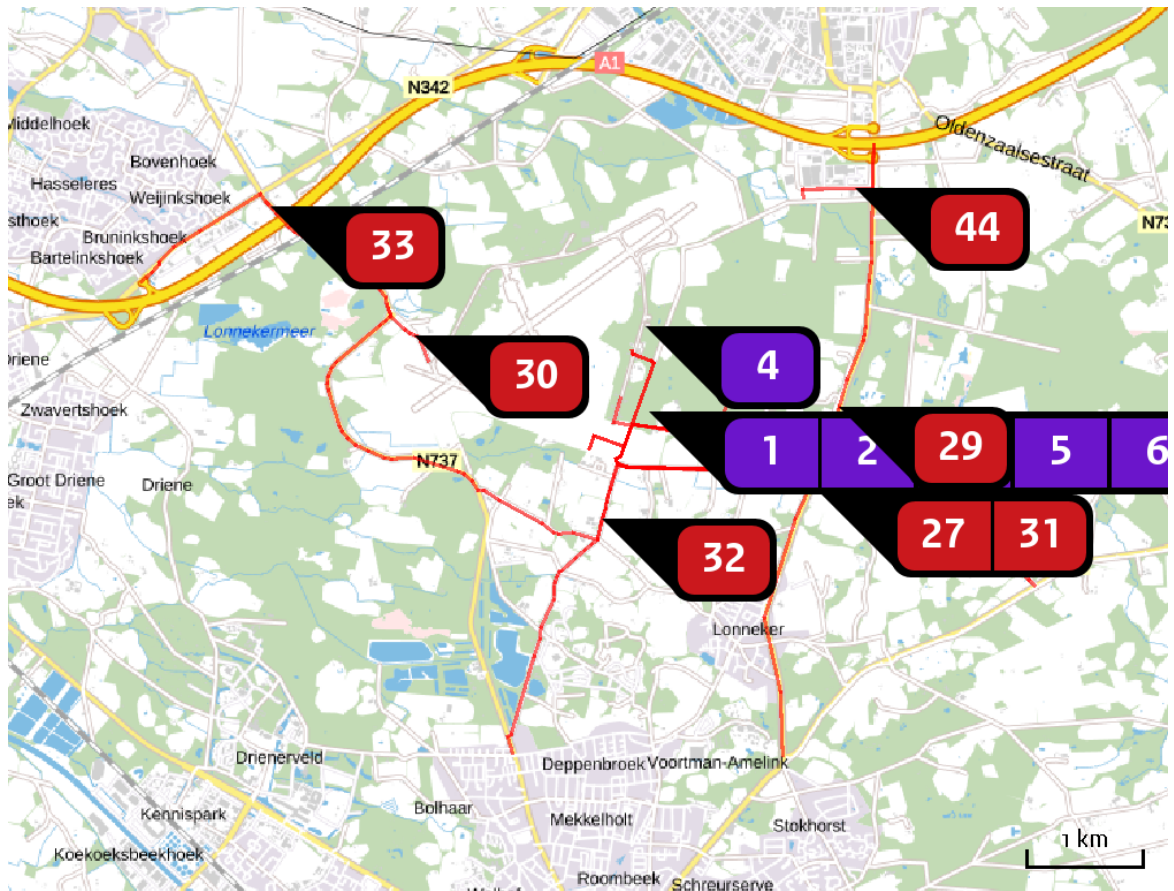 A1
N342
Middelhoek
Oldenzaalsestraat
Bovenhoek
Hasseleres
Weijinkshoek
sthoek
N73
Bruninkshoek
44
33
Bartelinkshoek
Lonnekermeer
Driene
4
30
Zwavertshoek
1 2 29 5 6
N737
Groot Driene
Driene
ek
27 31
32
Lonneker
Drienerveld
Deppenbroek
Voortman-Amelink
Bolhaar
Kennispark
Mekkelholt
Stokhorst
1 km
Koekoeksbeekhoek
Roombeek
Schreurserve